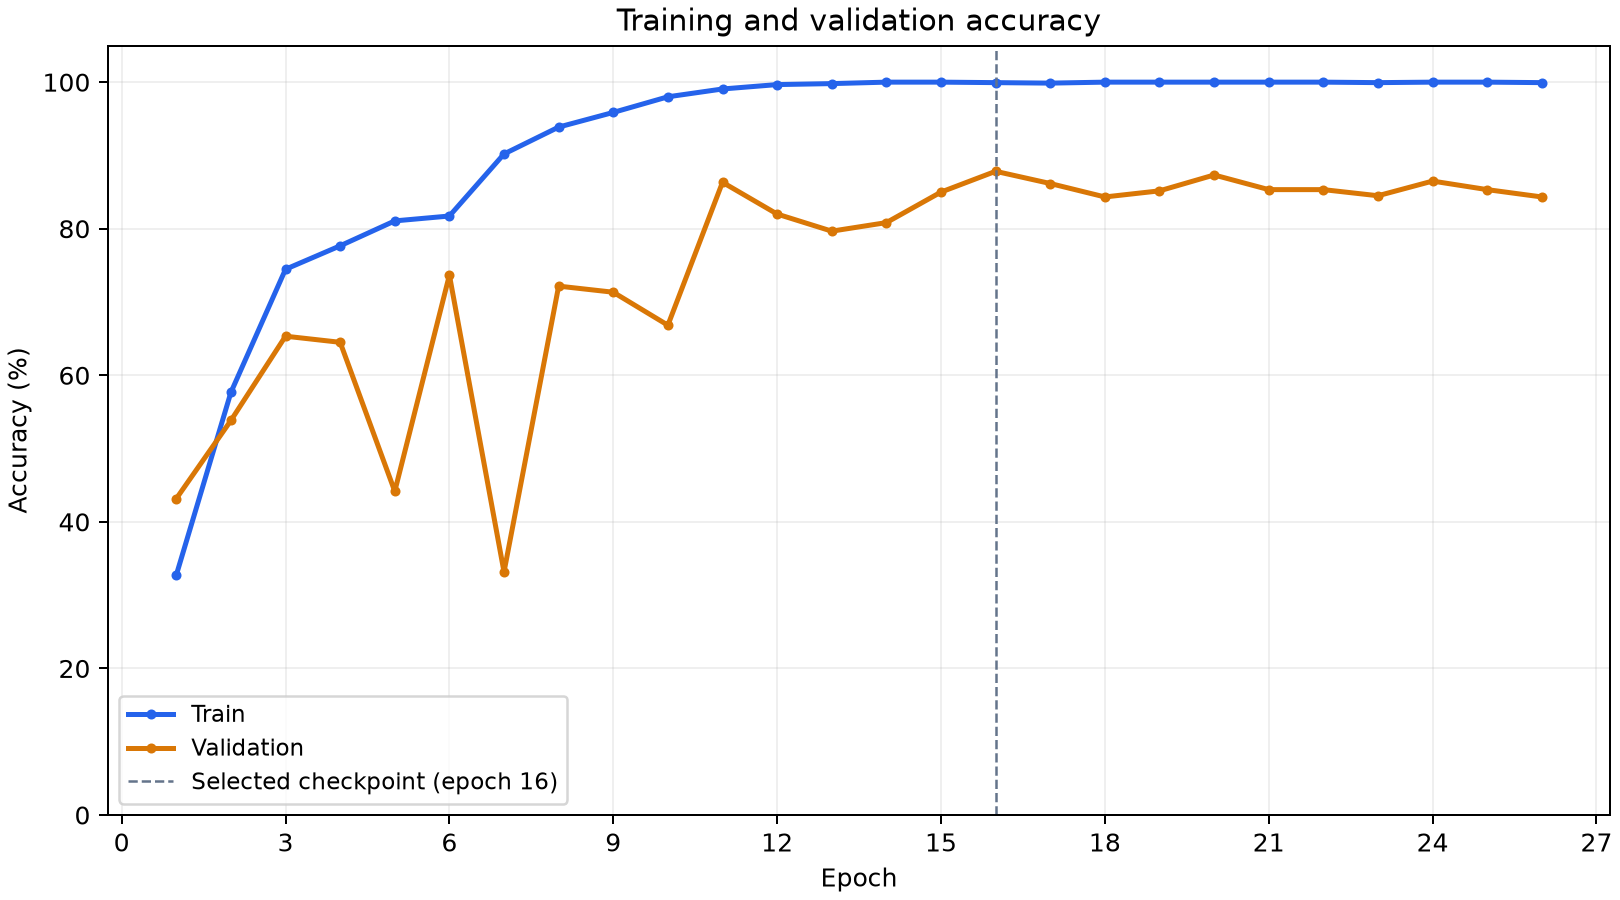 Training and validation accuracy
Accuracy (%)
100
80
60
40
20
0
Train
Validation
Selected checkpoint (epoch 16)
0 3 6 9 12 15 18 21 24 27
Epoch